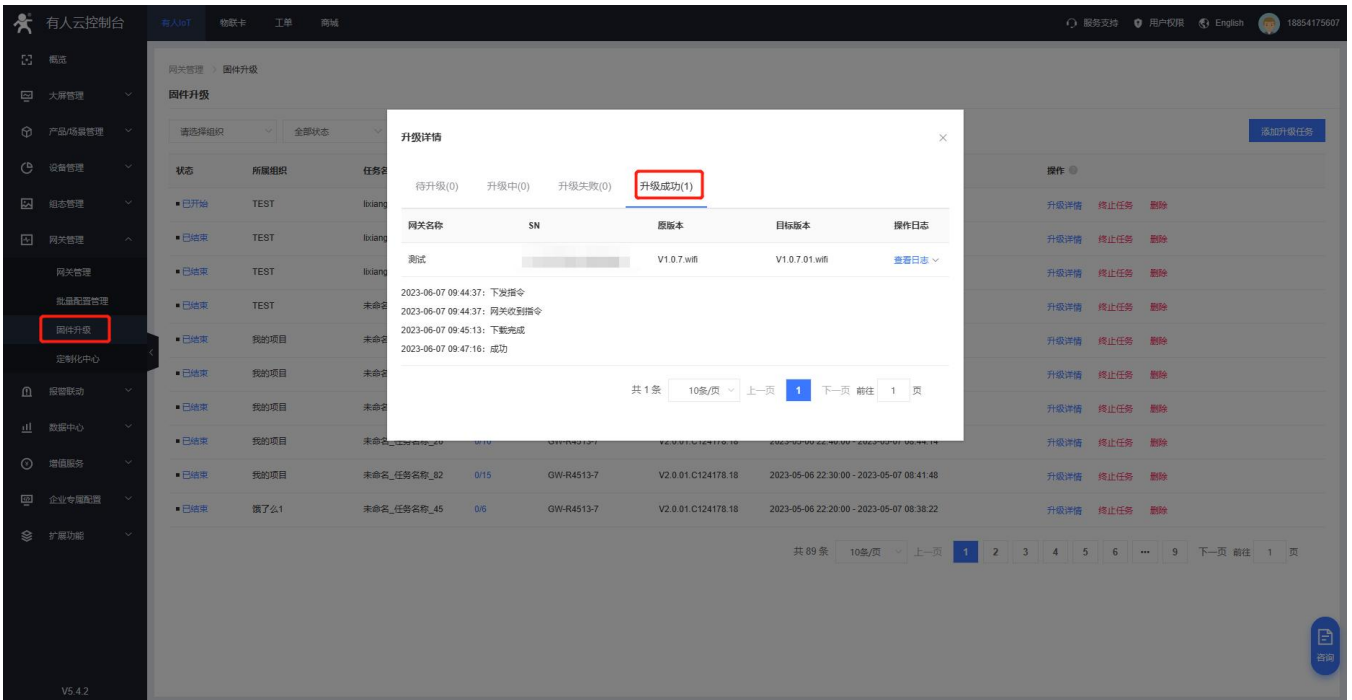 有人云控制台 有人IoT 物联卡 工单 商城 服务支持 用户权限 English 18854175607
概览
大屏管理
产品/场景管理
设备管理
组态管理
网关管理
网关管理
批量配置管理
固件升级
定制化中心
报警联动
数据中心
增值服务
企业专属配置
扩展功能
V5.4.2
网关管理 > 固件升级
固件升级
请选择组织 全部状态 添加升级任务
状态 所属组织 任务名 操作
已开始 TEST lixiang 升级详情 终止任务 删除
已结束 TEST lixiang 升级详情 终止任务 删除
已结束 TEST lixiang 升级详情 终止任务 删除
已结束 TEST 未命名 升级详情 终止任务 删除
已结束 我的项目 未命名 升级详情 终止任务 删除
已结束 我的项目 未命名 升级详情 终止任务 删除
已结束 我的项目 未命名 升级详情 终止任务 删除
已结束 我的项目 升级详情 终止任务 删除
已结束 我的项目 未命名_任务名称_82 0/15 GW-R4513-7 V2.0.01.C124178.18 2023-05-06 22:30:00 - 2023-05-07 08:41:48 升级详情 终止任务 删除
已结束 饿了么1 未命名_任务名称_45 0/6 GW-R4513-7 V2.0.01.C124178.18 2023-05-06 22:20:00 - 2023-05-07 08:38:22 升级详情 终止任务 删除
共 89 条 10条/页 上一页 1 2 3 4 5 6 ··· 9 下一页 前往 1 页
升级详情
待升级(0) 升级中(0) 升级失败(0) 升级成功(1)
网关名称 SN 原版本 目标版本 操作日志
测试 V1.0.7.wifi V1.0.7.01.wifi 查看日志
2023-06-07 09:44:37：下发指令
2023-06-07 09:44:37：网关收到指令
2023-06-07 09:45:13：下载完成
2023-06-07 09:47:16：成功
共 1 条 10条/页 上一页 1 下一页 前往 1 页
咨询